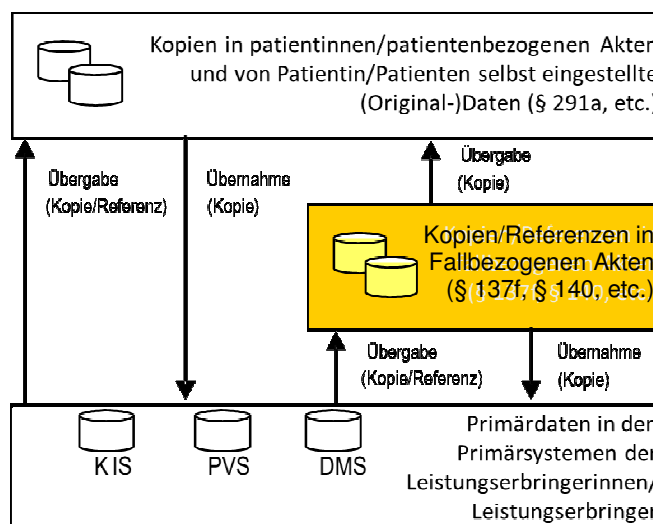 Kopien in patientinnen/patientenbezogenen Akten
und von Patientin/Patienten selbst eingestellte
(Original-)Daten (§ 291a, etc.)
Übergabe
(Kopie/Referenz)
Übernahme
(Kopie)
Übergabe
(Kopie)
Kopien/Referenzen in
Fallbezogenen Akten
(§ 137f, § 140, etc.)
Übergabe
(Kopie/Referenz)
Übernahme
(Kopie)
KIS
PVS
DMS
Primärdaten in den
Primärsystemen der
Leistungserbringerinnen/
Leistungserbringer